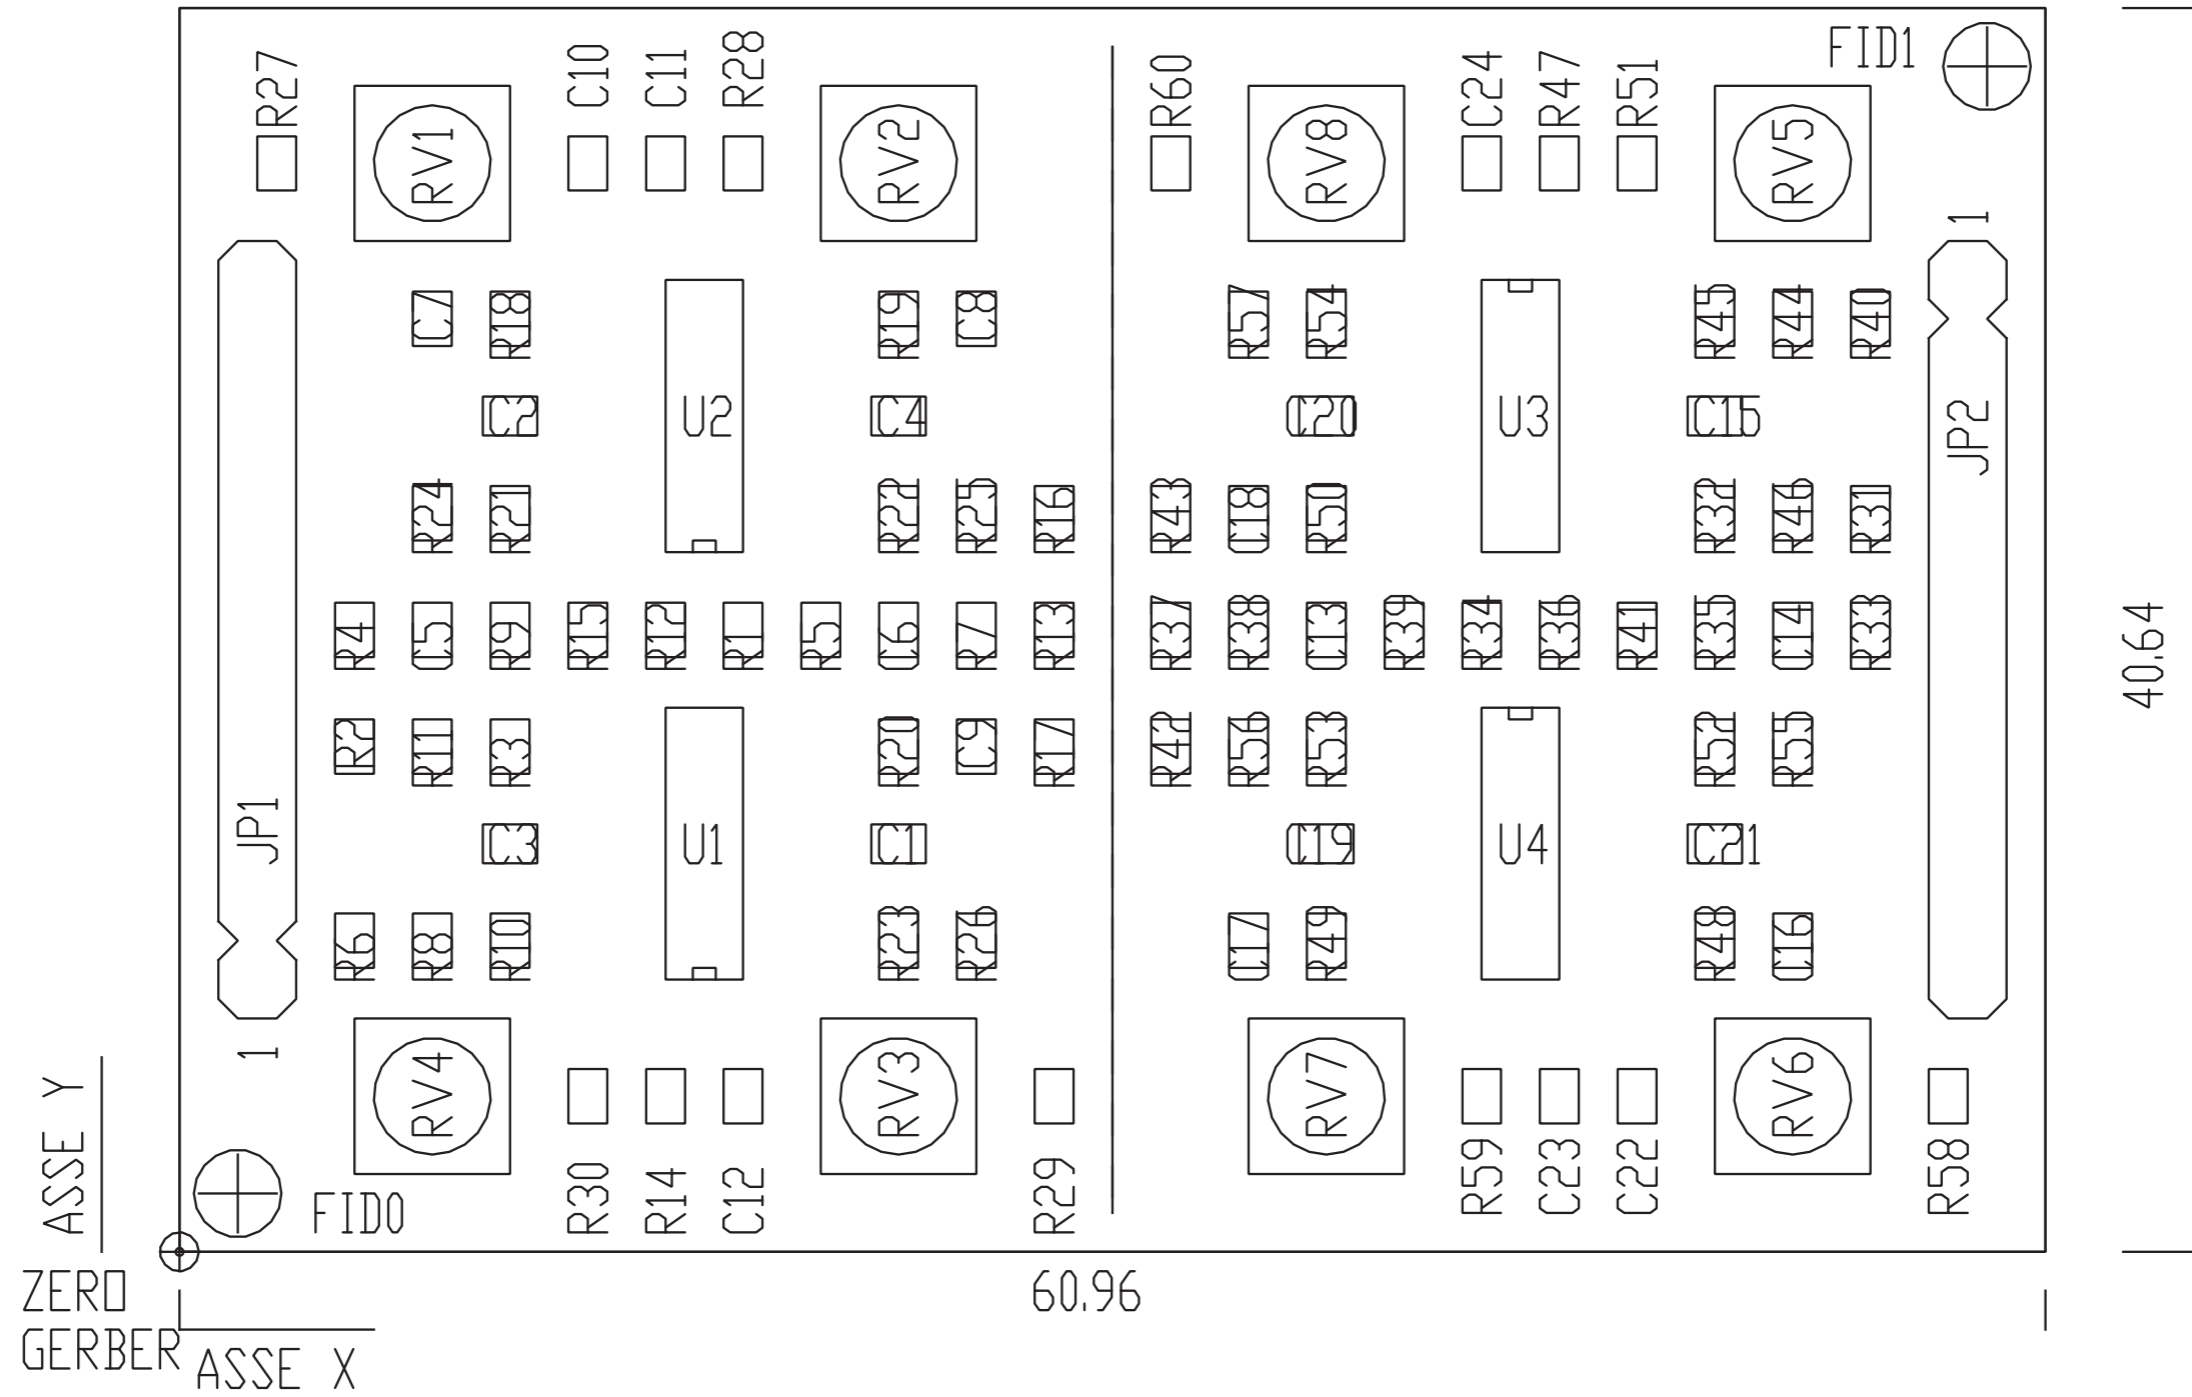 R27 C10 C11 R28 R60 C24 R47 R51 FID1
RV1 RV2 RV8 RV5
1
C7 R18 R19 C8 R57 R54 R45 R44 R40
C2 U2 C4 C20 U3 C15 JP2
R24 R21 R22 R25 R16 R43 C18 R50 R32 R46 R31
R4 C5 R9 R15 R12 R1 R5 C6 R7 R13 R37 R38 C13 R39 R34 R36 R41 R35 C14 R33
40.64
R2 R11 R3 R20 C9 R17 R42 R56 R53 R52 R55
JP1 C3 U1 C1 C19 U4 C21
R6 R8 R10 R23 R26 C17 R49 R48 C16
1
RV4 RV3 RV7 RV6
ASSE Y
FID0 R30 R14 C12 R29 R59 C23 C22 R58
ZERO
GERBER
60.96
ASSE X